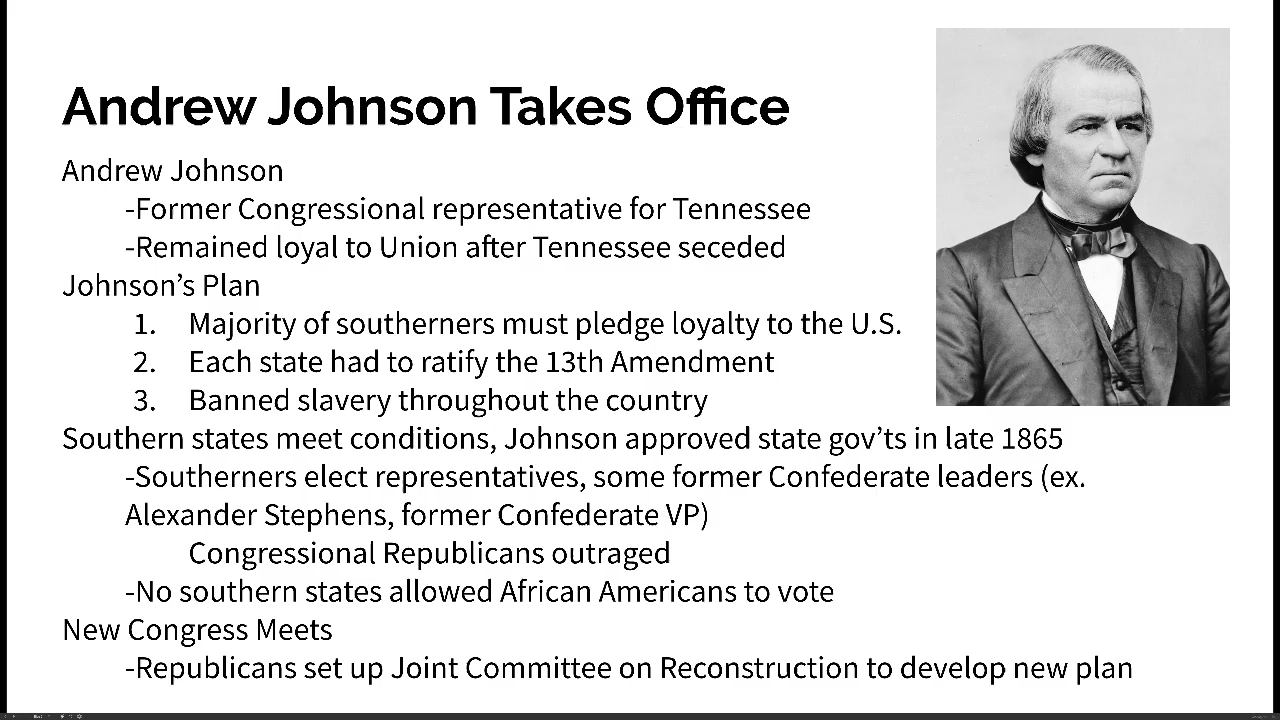 Andrew Johnson Takes Office
Andrew Johnson
-Former Congressional representative for Tennessee
-Remained loyal to Union after Tennessee seceded
Johnson’s Plan
1. Majority of southerners must pledge loyalty to the U.S.
2. Each state had to ratify the 13th Amendment
3. Banned slavery throughout the country
Southern states meet conditions, Johnson approved state gov’ts in late 1865
-Southerners elect representatives, some former Confederate leaders (ex.
Alexander Stephens, former Confederate VP)
Congressional Republicans outraged
-No southern states allowed African Americans to vote
New Congress Meets
-Republicans set up Joint Committee on Reconstruction to develop new plan